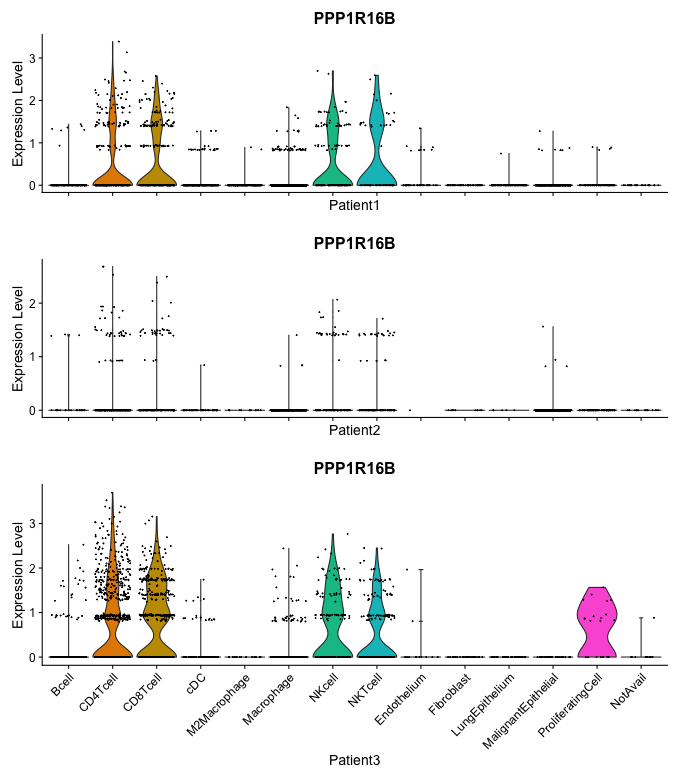 PPP1R16B
Expression Level
3
2
1
0
Patient1
PPP1R16B
Expression Level
2
1
0
Patient2
PPP1R16B
Expression Level
3
2
1
0
Bcell
CD4Tcell
CD8Tcell
cDC
M2Macrophage
Macrophage
NKcell
NKTcell
Endothelium
Fibroblast
LungEpithelium
MalignantEpithelial
ProliferatingCell
NotAvail
Patient3